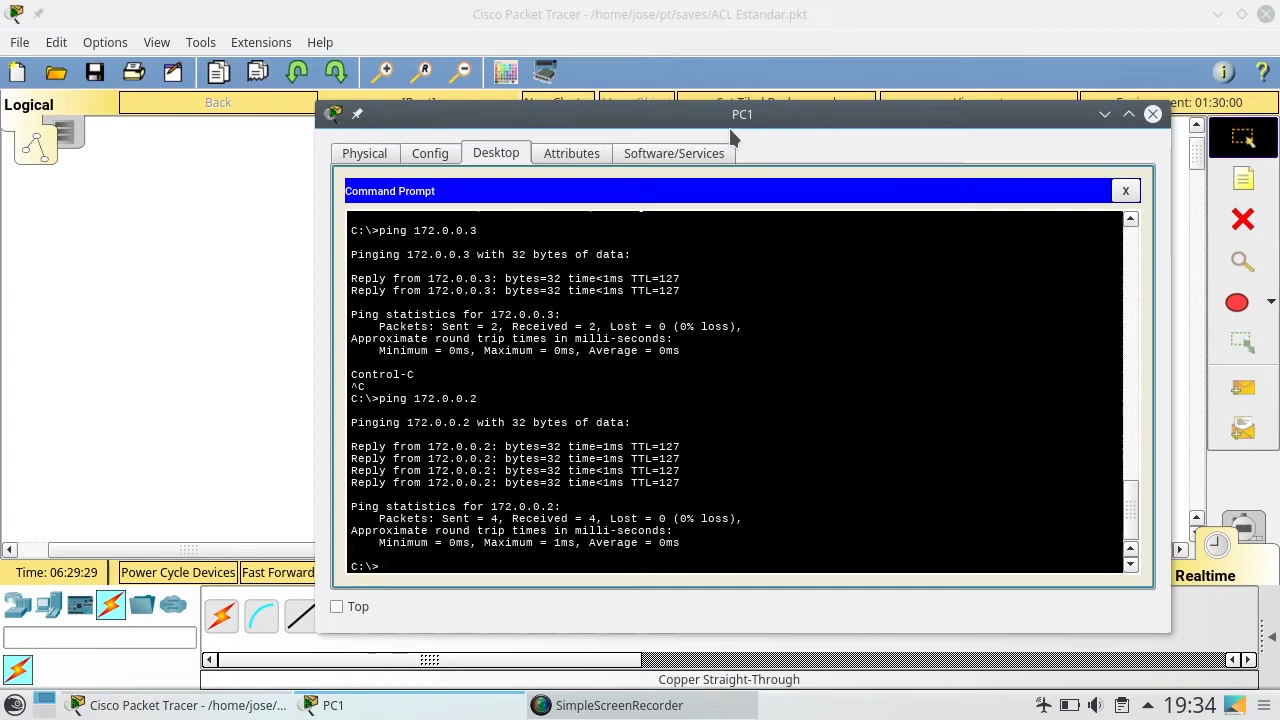 Cisco Packet Tracer - /home/jose/pt/saves/ACL Estandar.pkt
File Edit Options View Tools Extensions Help
Logical
Back
01:30:00
PC1
Physical Config Desktop Attributes Software/Services
Command Prompt
X
C:\>ping 172.0.0.3
Pinging 172.0.0.3 with 32 bytes of data:
Reply from 172.0.0.3: bytes=32 time<1ms TTL=127
Reply from 172.0.0.3: bytes=32 time<1ms TTL=127
Ping statistics for 172.0.0.3:
Packets: Sent = 2, Received = 2, Lost = 0 (0% loss),
Approximate round trip times in milli-seconds:
Minimum = 0ms, Maximum = 0ms, Average = 0ms
Control-C
^C
C:\>ping 172.0.0.2
Pinging 172.0.0.2 with 32 bytes of data:
Reply from 172.0.0.2: bytes=32 time=1ms TTL=127
Reply from 172.0.0.2: bytes=32 time=1ms TTL=127
Reply from 172.0.0.2: bytes=32 time<1ms TTL=127
Reply from 172.0.0.2: bytes=32 time<1ms TTL=127
Ping statistics for 172.0.0.2:
Packets: Sent = 4, Received = 4, Lost = 0 (0% loss),
Approximate round trip times in milli-seconds:
Minimum = 0ms, Maximum = 1ms, Average = 0ms
C:\>
Top
Time: 06:29:29 Power Cycle Devices Fast Forward
Realtime
Copper Straight-Through
Cisco Packet Tracer - /home/jose/...
PC1
SimpleScreenRecorder
19:34